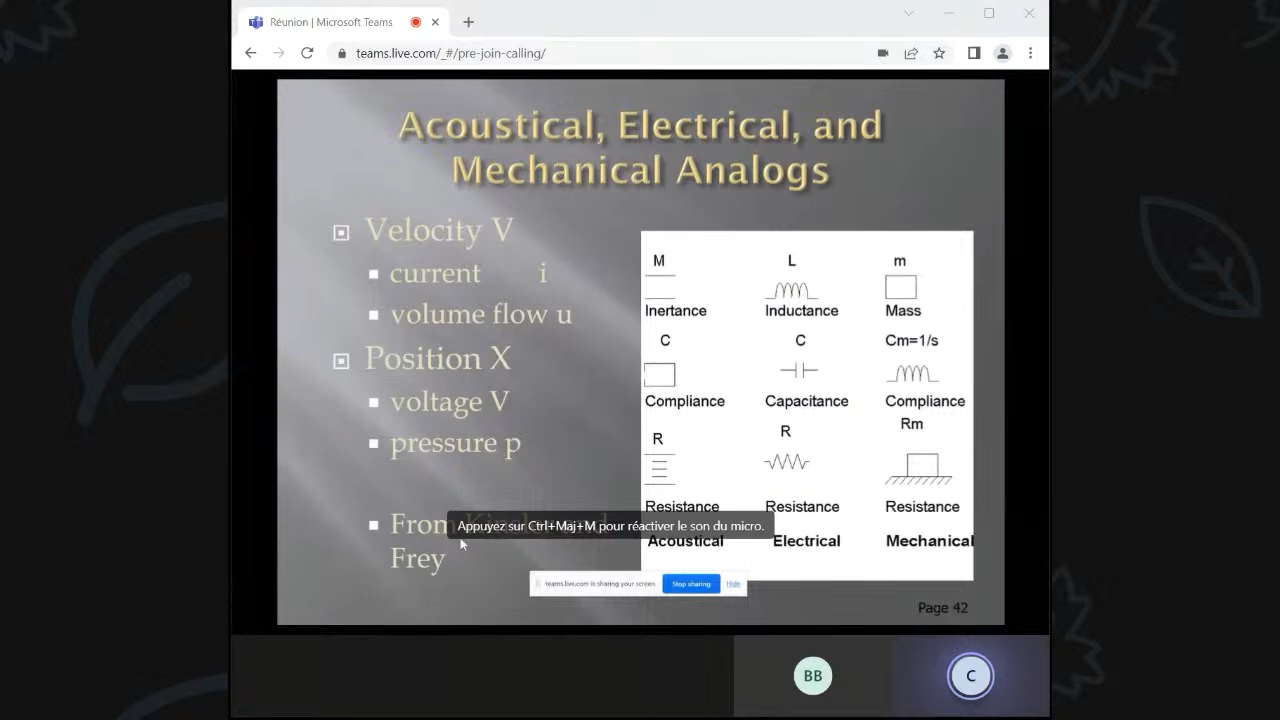 Réunion | Microsoft Teams
teams.live.com/_#/pre-join-calling/
Acoustical, Electrical, and
Mechanical Analogs
Velocity V
current i
volume flow u
Position X
voltage V
pressure p
From
Frey
M L m
Inertance Inductance Mass
C C Cm=1/s
Compliance Capacitance Compliance
R R Rm
Resistance Resistance Resistance
Acoustical Electrical Mechanical
Appuyez sur Ctrl+Maj+M pour réactiver le son du micro.
teams.live.com is sharing your screen. Stop sharing Hide
Page 42
BB C